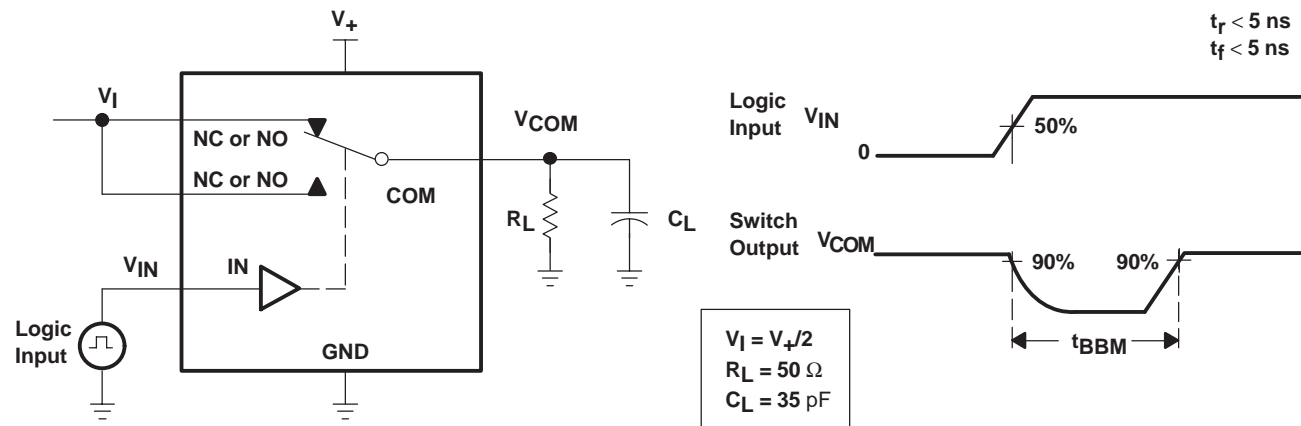 V+
VI
NC or NO
NC or NO
COM
VCOM
RL
CL
VIN
IN
Logic
Input
GND
VI = V+/2
RL = 50 Ω
CL = 35 pF
tr < 5 ns
tf < 5 ns
Logic
Input
VIN
50%
0
Switch
Output
VCOM
90%
90%
tBBM